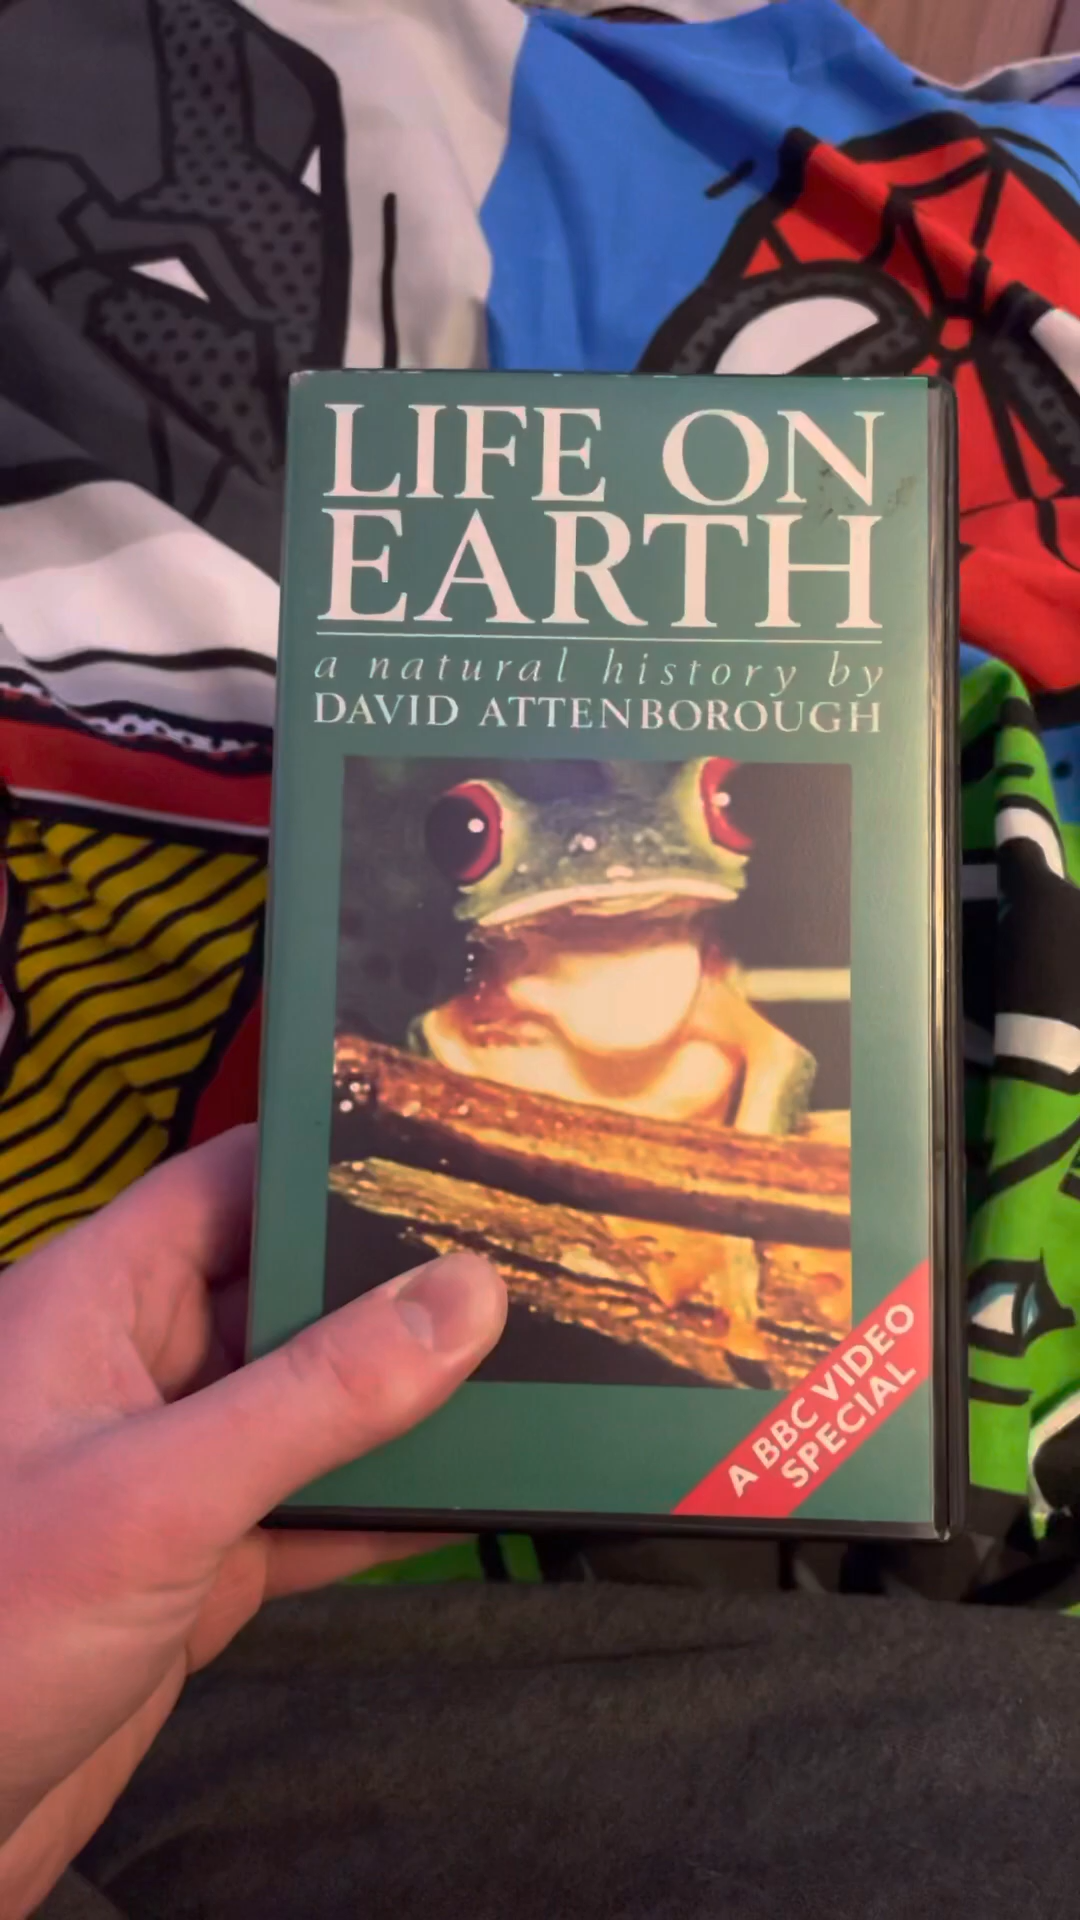 LIFE ON
EARTH
a natural history by
DAVID ATTENBOROUGH
A BBC VIDEO
SPECIAL